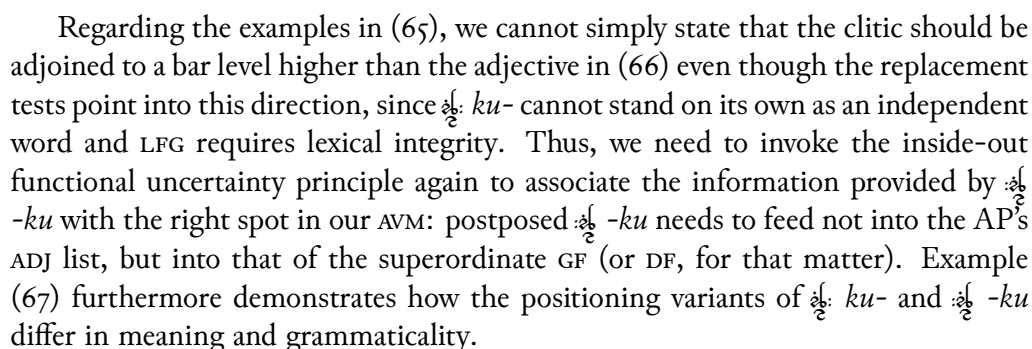 Regarding the examples in (65), we cannot simply state that the clitic should be
adjoined to a bar level higher than the adjective in (66) even though the replacement
tests point into this direction, since ku- cannot stand on its own as an independent
word and LFG requires lexical integrity. Thus, we need to invoke the inside-out
functional uncertainty principle again to associate the information provided by
-ku with the right spot in our AVM: postposed -ku needs to feed not into the AP's
ADJ list, but into that of the superordinate GF (or DF, for that matter). Example
(67) furthermore demonstrates how the positioning variants of ku- and -ku
differ in meaning and grammaticality.